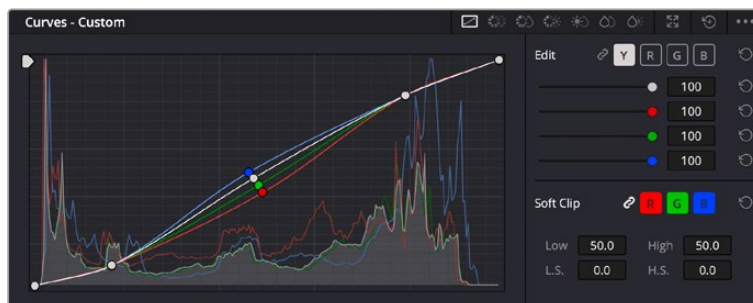 Curves - Custom
Edit Y R G B
100
100
100
100
Soft Clip R G B
Low 50.0 High 50.0
L.S. 0.0 H.S. 0.0